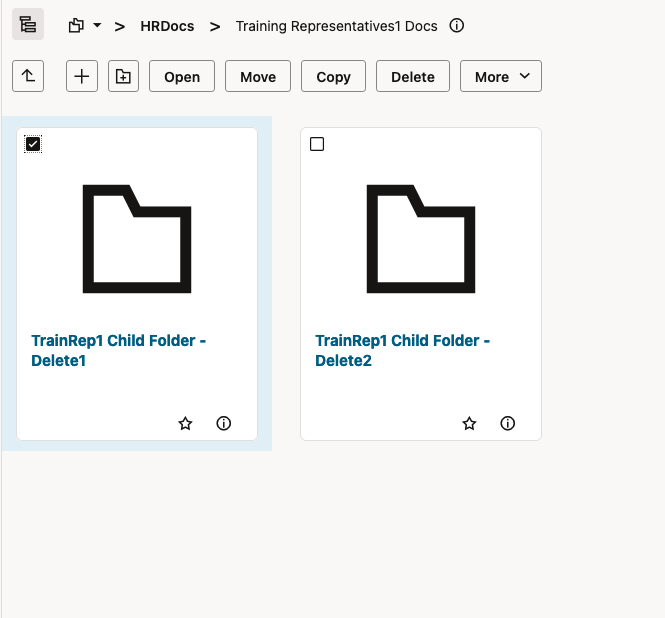 > HRDocs > Training Representatives1 Docs
Open Move Copy Delete More
TrainRep1 Child Folder -
Delete1
TrainRep1 Child Folder -
Delete2